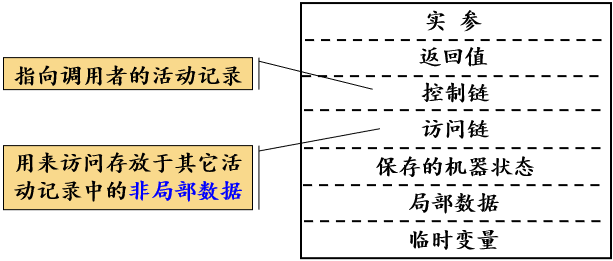 实 参
返回值
指向调用者的活动记录
控制链
访问链
用来访问存放于其它活
动记录中的非局部数据
保存的机器状态
局部数据
临时变量